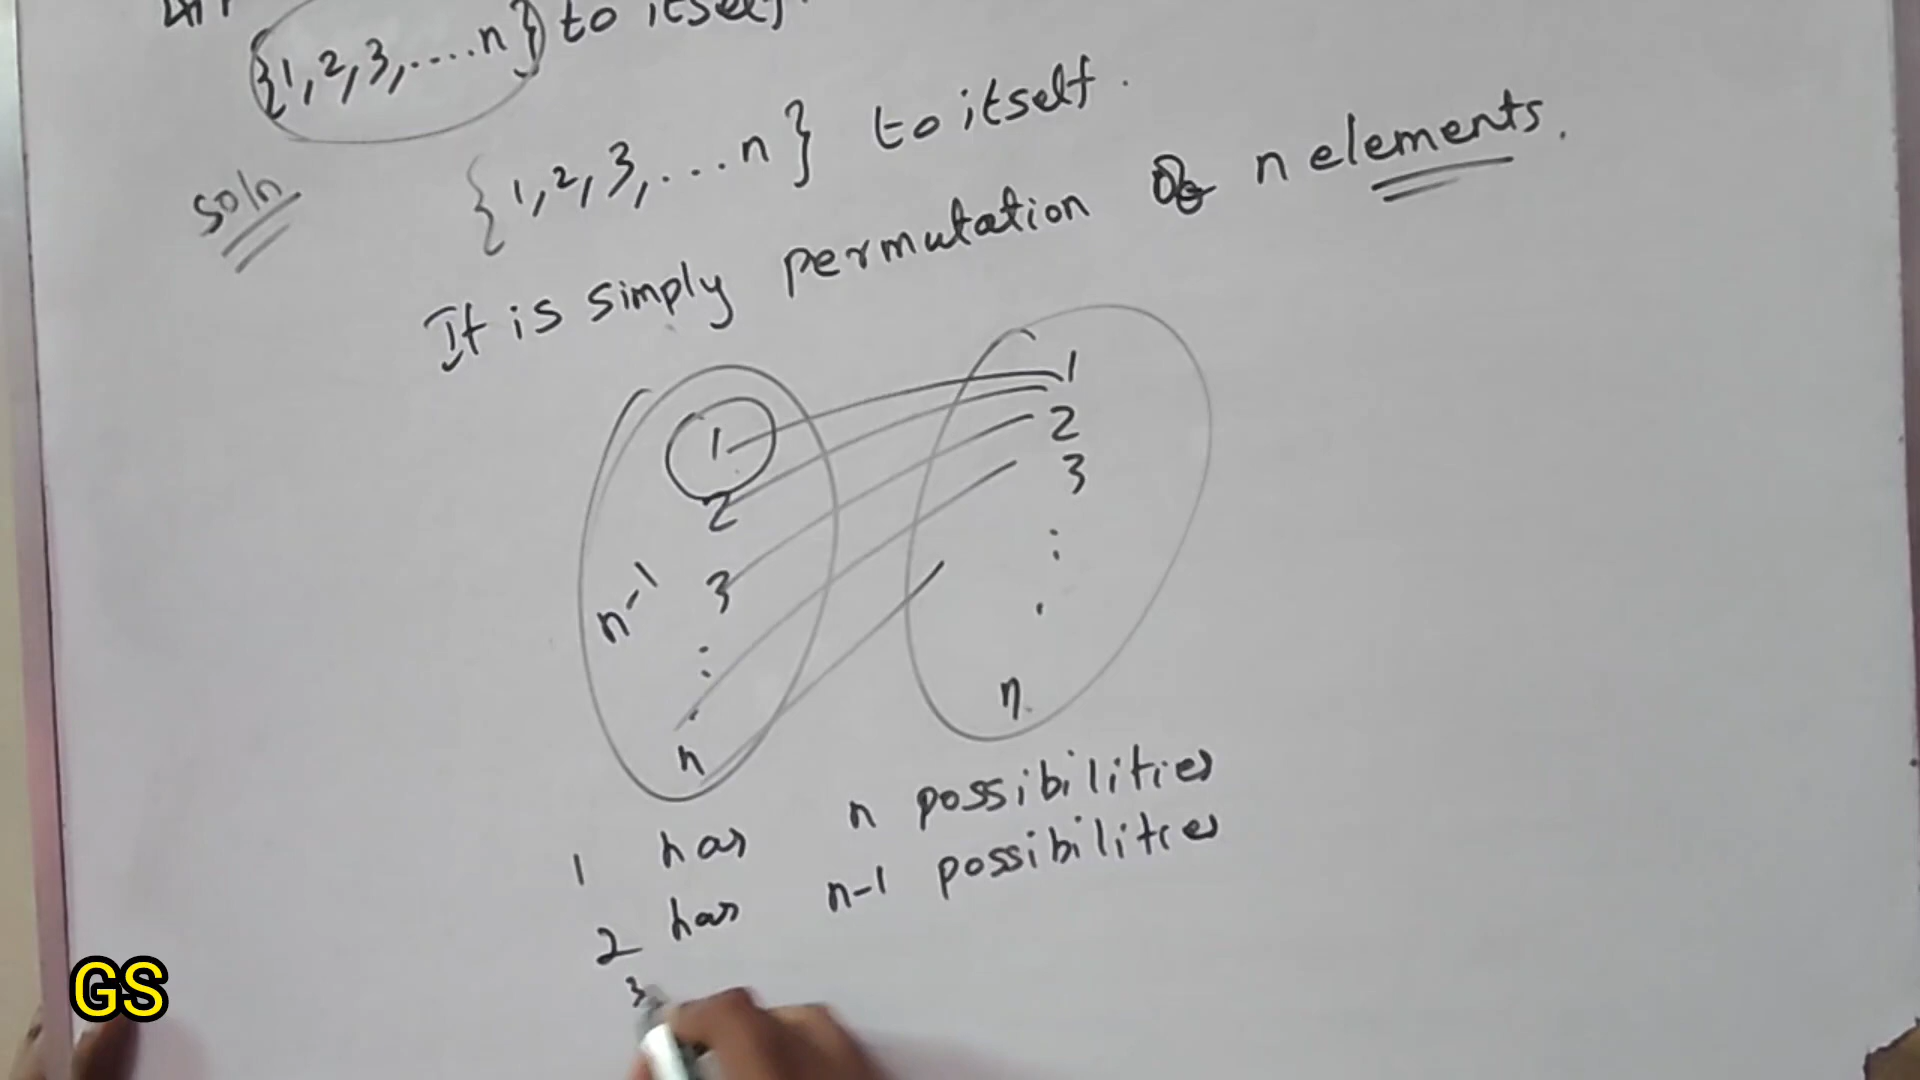 {1,2,3,....n} to itself.
Soln
{1,2,3,...n} to itself.
It is simply permutation of n elements.
1
2
n-1 3
:
.
n
1
2
3
:
.
n
1 has n possibilities
2 has n-1 possibilities
3
GS